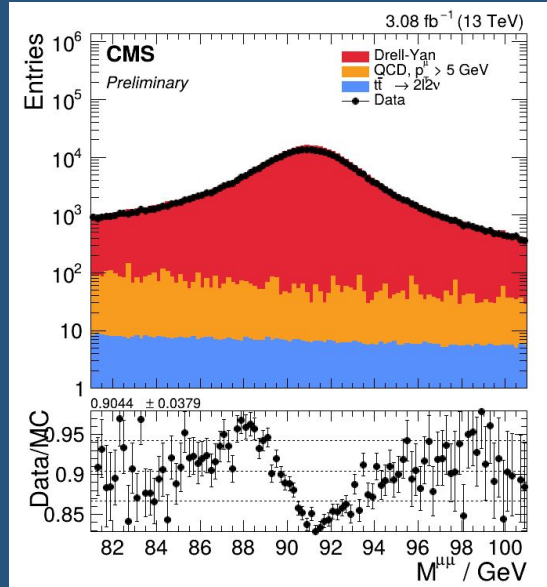 3.08 fb⁻¹ (13 TeV)
CMS
Preliminary
Drell-Yan
QCD, p^μ > 5 GeV
tt̄ → 2l2ν
Data
Entries
10⁶
10⁵
10⁴
10³
10²
10
1
0.9044 ± 0.0379
Data/MC
0.95
0.9
0.85
82 84 86 88 90 92 94 96 98 100
M^μμ / GeV